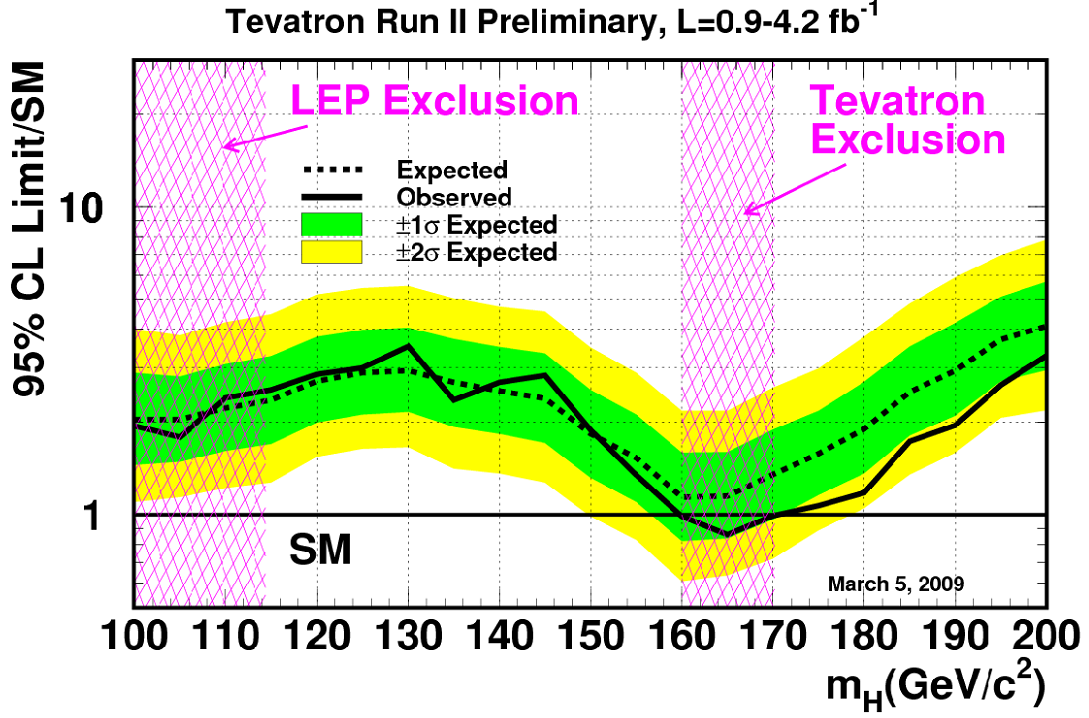 Tevatron Run II Preliminary, L=0.9-4.2 fb⁻¹
95% CL Limit/SM
LEP Exclusion
Tevatron
Exclusion
Expected
Observed
±1σ Expected
±2σ Expected
10
1
SM
March 5, 2009
100 110 120 130 140 150 160 170 180 190 200
m_H(GeV/c²)